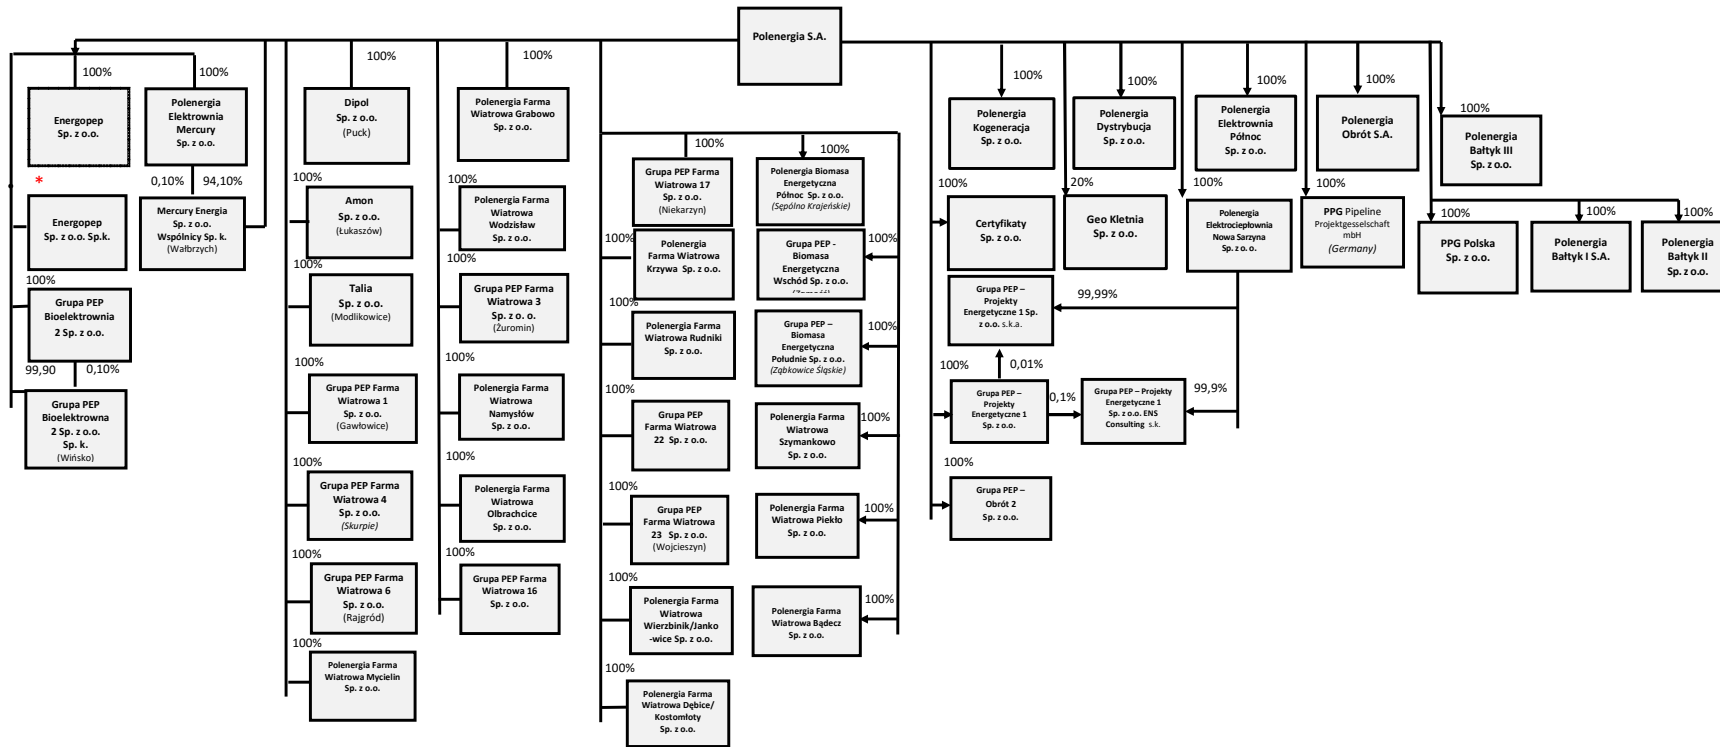 Polenergia S.A.
100%
Energopep
Sp. z o.o.
*
Energopep
Sp. z o.o. Sp.k.
100%
Grupa PEP
Bioelektrownia
2 Sp. z o.o.
99,90
0,10%
Grupa PEP
Bioelektrowna
2 Sp. z o.o.
Sp. k.
(Wińsko)
100%
Polenergia
Elektrownia
Mercury
Sp. z o.o.
0,10%
94,10%
Mercury Energia
Sp. z o.o.
Wspólnicy Sp. k.
(Wałbrzych)
100%
Dipol
Sp. z o.o.
(Puck)
100%
Amon
Sp. z o.o.
(Łukaszów)
100%
Talia
Sp. z o.o.
(Modlikowice)
100%
Grupa PEP Farma
Wiatrowa 1
Sp. z o.o.
(Gawłowice)
100%
Grupa PEP Farma
Wiatrowa 4
Sp. z o.o.
(Skurpie)
100%
Grupa PEP Farma
Wiatrowa 6
Sp. z o.o.
(Rajgród)
100%
Polenergia Farma
Wiatrowa Mycielin
Sp. z o.o.
100%
Polenergia Farma
Wiatrowa Grabowo
Sp. z o.o.
100%
Polenergia Farma
Wiatrowa
Wodzisław
Sp. z o.o.
100%
Grupa PEP Farma
Wiatrowa 3
Sp. z o. o.
(Żuromin)
100%
Polenergia Farma
Wiatrowa
Namysłów
Sp. z o.o.
100%
Polenergia Farma
Wiatrowa
Olbrachcice
Sp. z o.o.
100%
Grupa PEP Farma
Wiatrowa 16
Sp. z o.o.
100%
Grupa PEP Farma
Wiatrowa 17
Sp. z o.o.
(Niekarzyn)
100%
Polenergia
Farma Wiatrowa
Krzywa Sp. z o.o.
100%
Polenergia Farma
Wiatrowa Rudniki
Sp. z o.o.
100%
Grupa PEP
Farma Wiatrowa
22 Sp. z o.o.
100%
Grupa PEP
Farma Wiatrowa
23 Sp. z o.o.
(Wojcieszyn)
100%
Polenergia Farma
Wiatrowa
Wierzbinik/Janko
-wice Sp. z o.o.
100%
Polenergia Farma
Wiatrowa Dębice/
Kostomłoty
Sp. z o.o.
100%
Polenergia Biomasa
Energetyczna
Północ Sp. z o.o.
(Sępólno Krajeńskie)
100%
Grupa PEP -
Biomasa
Energetyczna
Wschód Sp. z o.o.
100%
Grupa PEP –
Biomasa
Energetyczna
Południe Sp. z o.o.
(Ząbkowice Śląskie)
100%
Polenergia Farma
Wiatrowa
Szymankowo
Sp. z o.o.
100%
Polenergia Farma
Wiatrowa Piekło
Sp. z o.o.
100%
Polenergia Farma
Wiatrowa Bądecz
Sp. z o.o.
100%
Polenergia
Kogeneracja
Sp. z o.o.
100%
Certyfikaty
Sp. z o.o.
Grupa PEP –
Projekty
Energetyczne 1 Sp.
z o.o. s.k.a.
99,99%
100%
0,01%
Grupa PEP –
Projekty
Energetyczne 1
Sp. z o.o.
0,1%
Grupa PEP – Projekty
Energetyczne 1
Sp. z o.o. ENS
Consulting s.k.
99,9%
100%
Grupa PEP –
Obrót 2
Sp. z o.o.
100%
Polenergia
Dystrybucja
Sp. z o.o.
20%
Geo Kletnia
Sp. z o.o.
100%
Polenergia
Elektrownia
Północ
Sp. z o.o.
100%
Polenergia
Elektrociepłownia
Nowa Sarzyna
Sp. z o. o.
100%
Polenergia
Obrót S.A.
100%
PPG Pipeline
Projektgesselschaft
mbH
(Germany)
100%
Polenergia
Bałtyk III
Sp. z o.o.
100%
PPG Polska
Sp. z o.o.
100%
Polenergia
Bałtyk I S.A.
100%
Polenergia
Bałtyk II
Sp. z o.o.